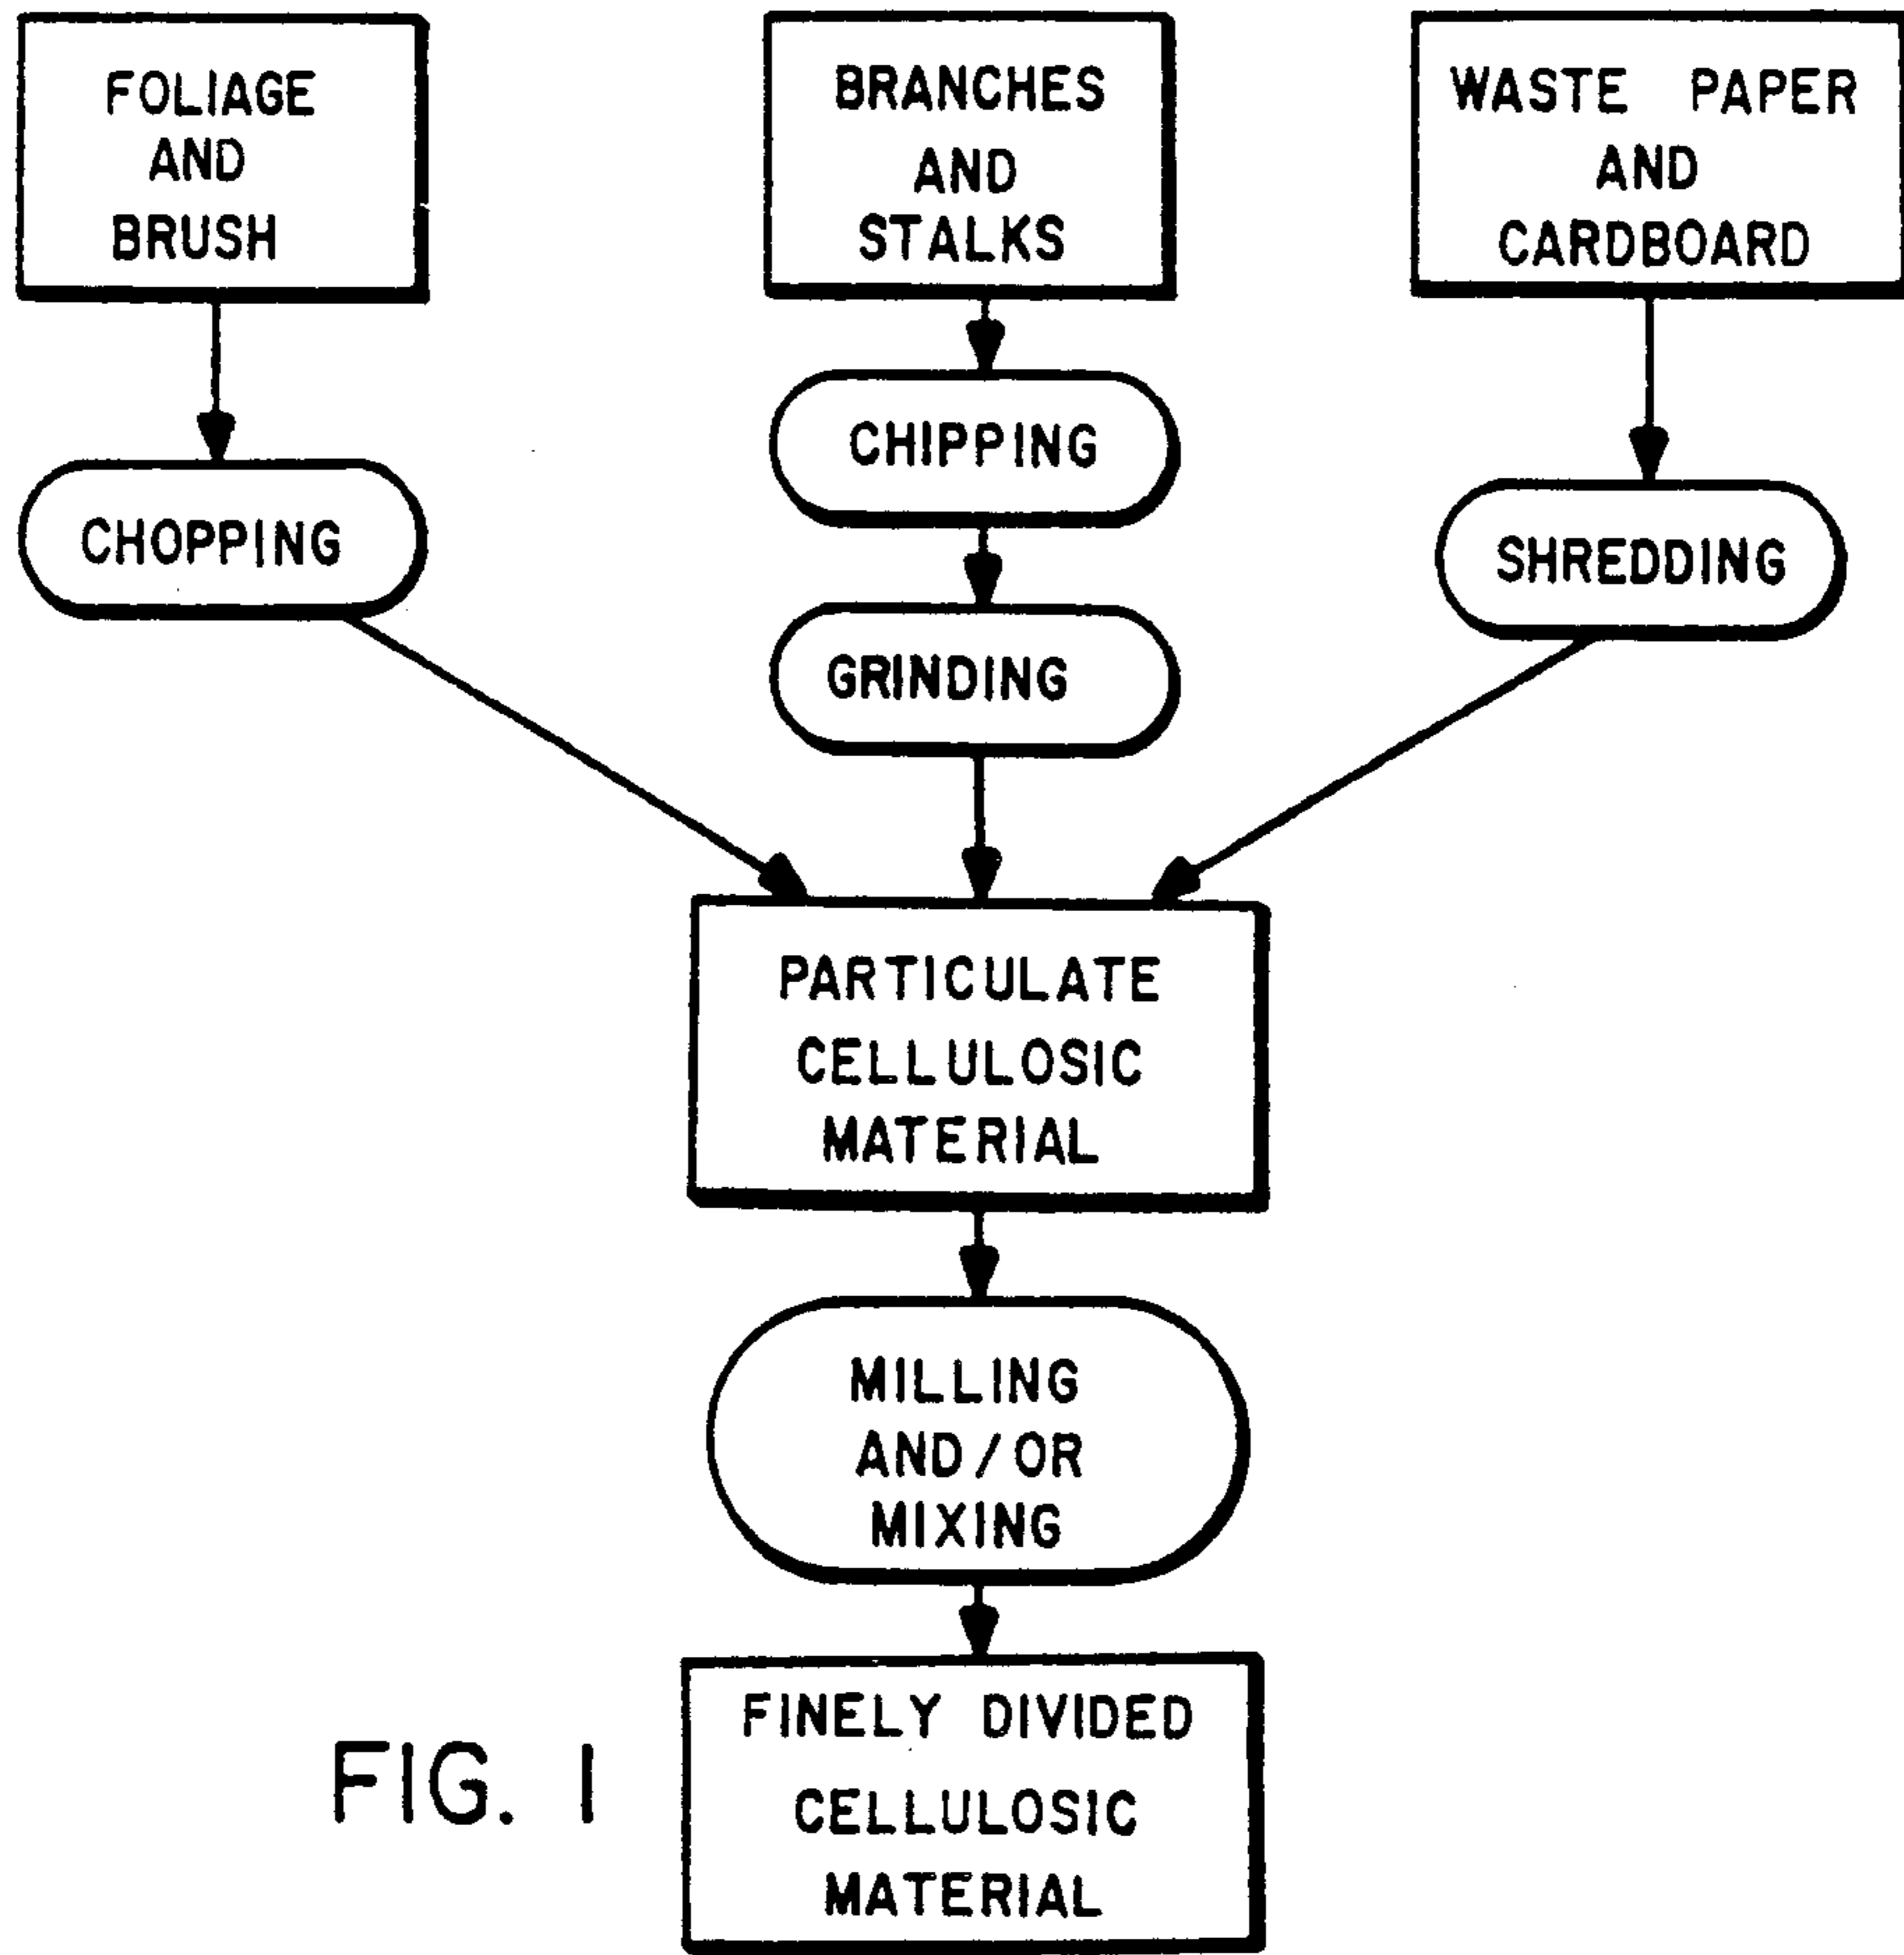 FOLIAGE
AND
BRUSH
BRANCHES
AND
STALKS
WASTE PAPER
AND
CARDBOARD
CHOPPING
CHIPPING
GRINDING
SHREDDING
PARTICULATE
CELLULOSIC
MATERIAL
MILLING
AND/OR
MIXING
FINELY DIVIDED
CELLULOSIC
MATERIAL
FIG. 1